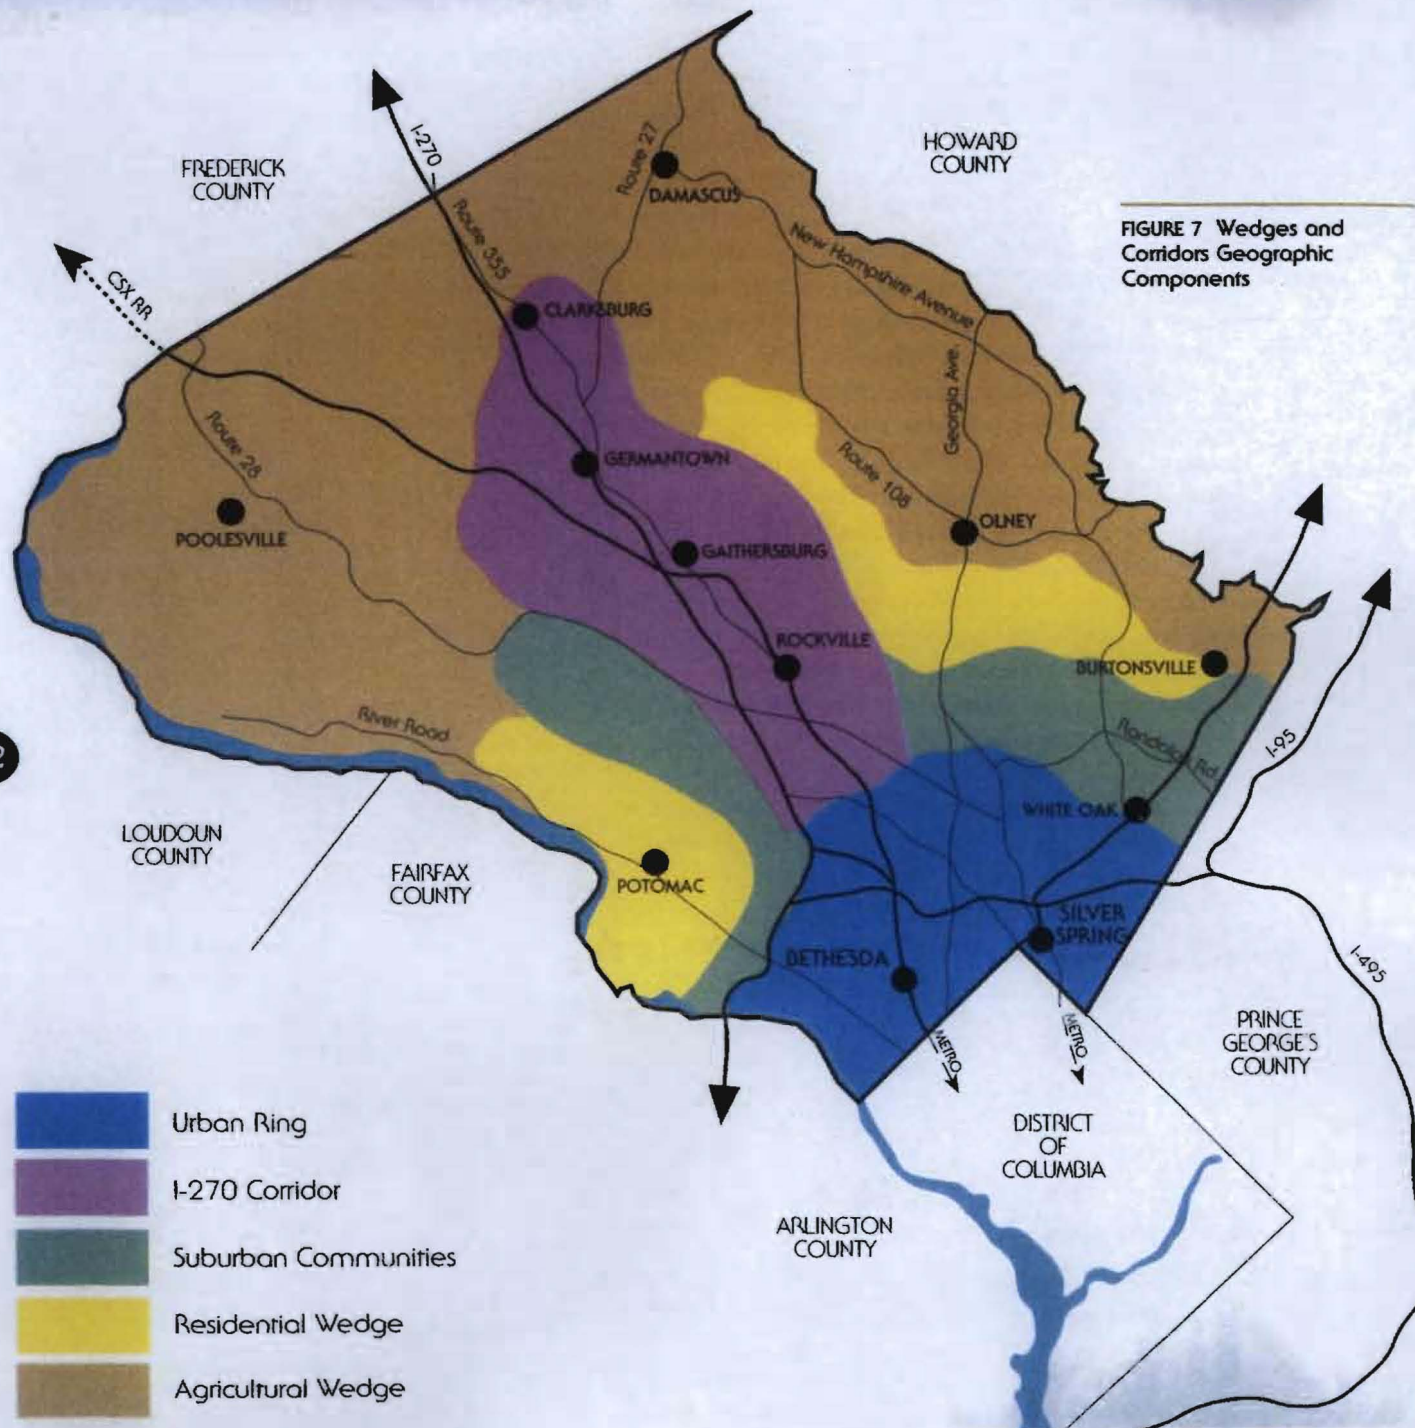 I-270
FREDERICK
COUNTY
HOWARD
COUNTY
Route 27
DAMASCUS
FIGURE 7 Wedges and
Corridors Geographic
Components
Route 355
New Hampshire Avenue
CSX RR
CLARKSBURG
Georgia Ave.
Route 28
GERMANTOWN
Route 108
POOLESVILLE
OLNEY
GAITHERSBURG
ROCKVILLE
BURTONSVILLE
River Road
Randolph Rd.
I-95
2
WHITE OAK
LOUDOUN
COUNTY
FAIRFAX
COUNTY
POTOMAC
SILVER
SPRING
BETHESDA
I-495
METRO
METRO
PRINCE
GEORGE'S
COUNTY
DISTRICT
OF
COLUMBIA
ARLINGTON
COUNTY
Urban Ring
I-270 Corridor
Suburban Communities
Residential Wedge
Agricultural Wedge